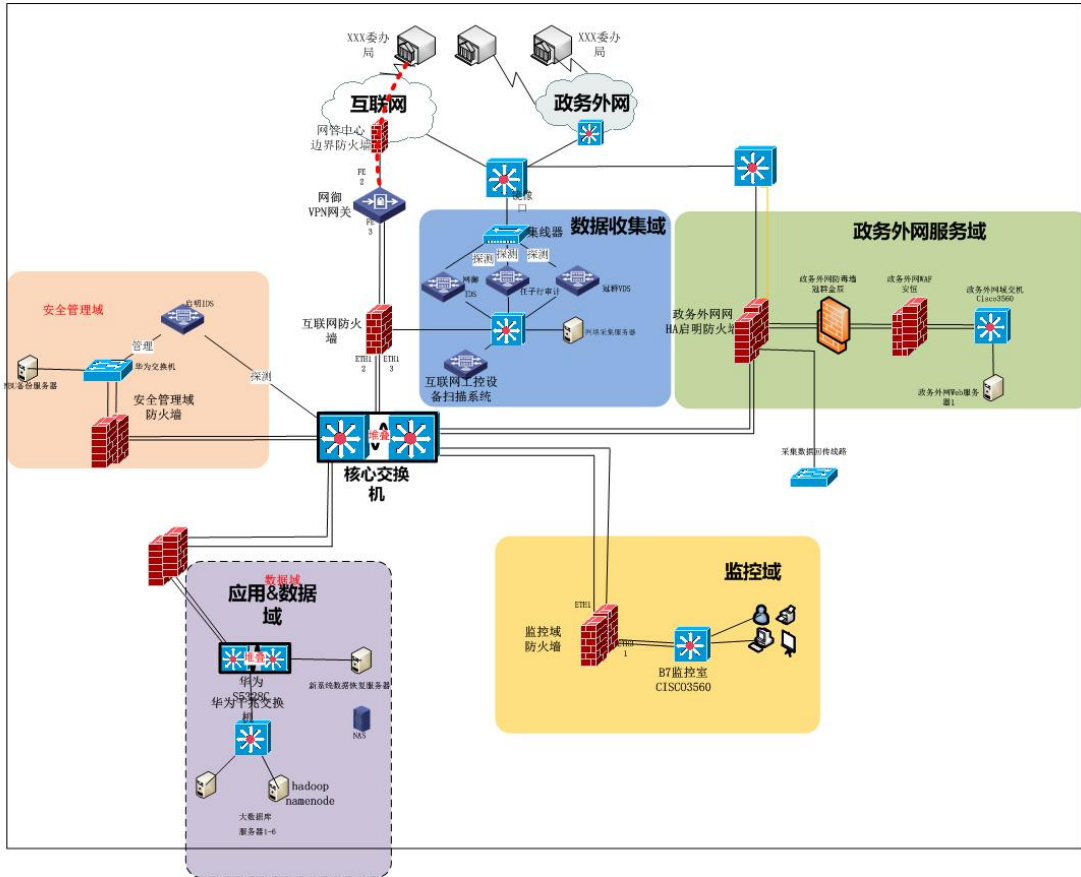 XXX委办
局
XXX委办
局
互联网
政务外网
网管中心
边界防火墙
FE
2
网御
VPN网关
FE
3
镜像
口
数据收集域
集线器
探测
探测
探测
网御
IDS
任子行审计
冠群VDS
网络采集服务器
互联网工控设
备扫描系统
互联网防火
墙
ETH1
2
ETH1
3
政务外网服务域
政务外网防毒墙
冠群金辰
政务外网WAF
安恒
政务外网域交机
Cisco3560
政务外网网
HA启明防火墙
政务外网Web服务
器1
采集数据回传线路
安全管理域
启明IDS
管理
华为交换机
备份服务器
探测
安全管理域
防火墙
堆叠
核心交换
机
数据域
应用&数据
域
堆叠
华为
S5328C
华为千兆交换
机
新系统数据恢复服务器
hadoop
namenode
大数据库
服务器1-6
监控域
ETH1
监控域
防火墙
1
B7监控室
CISCO3560